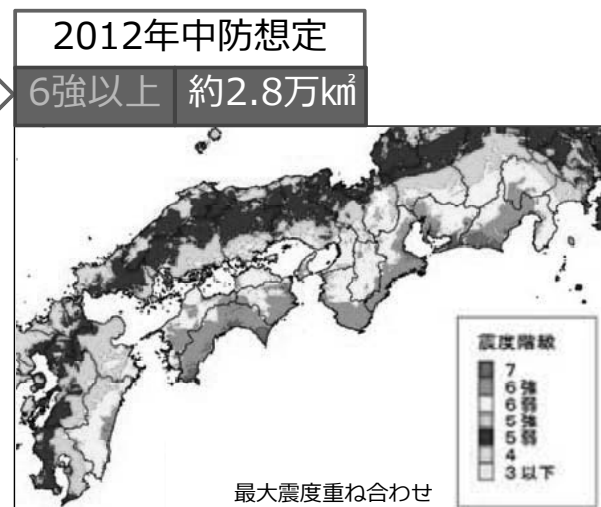 2012年中防想定
6強以上 約2.8万㎢
震度階級
7
6強
6弱
5強
5弱
4
3以下
最大震度重ね合わせ